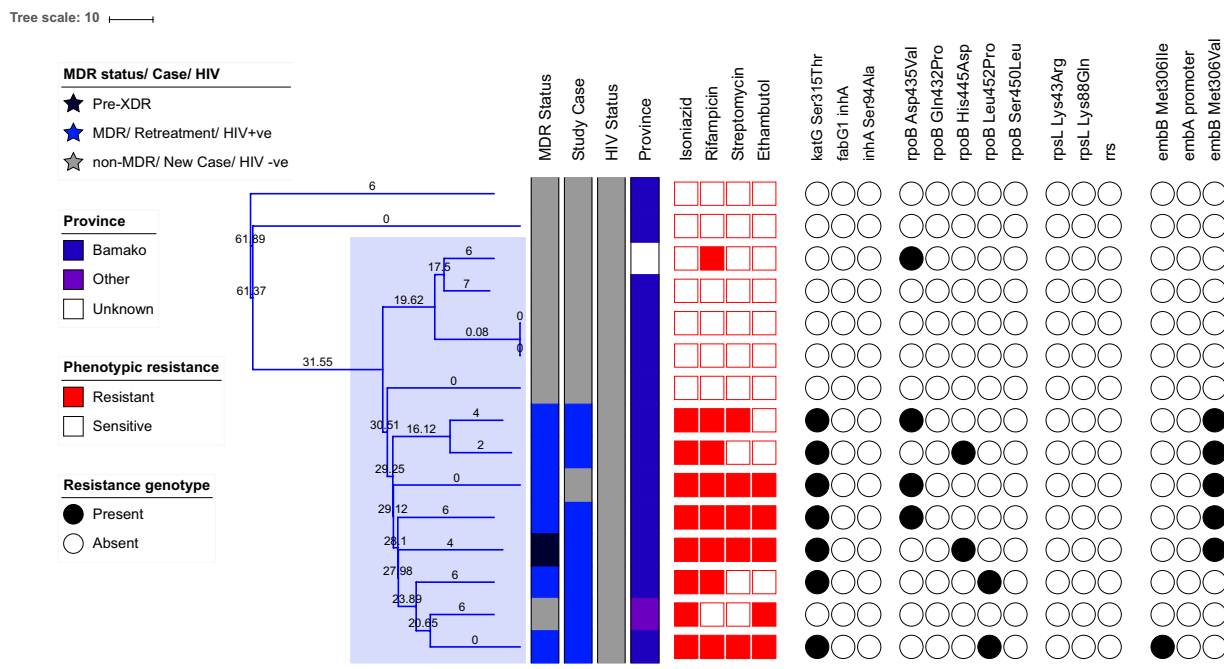 Tree scale: 10
MDR status/ Case/ HIV
Pre-XDR
MDR/ Retreatment/ HIV+ve
non-MDR/ New Case/ HIV -ve
Province
Bamako
Other
Unknown
Phenotypic resistance
Resistant
Sensitive
Resistance genotype
Present
Absent
MDR Status
Study Case
HIV Status
Province
Isoniazid
Rifampicin
Streptomycin
Ethambutol
katG Ser315Thr
fabG1 inhA
inhA Ser94Ala
rpoB Asp435Val
rpoB Gln432Pro
rpoB His445Asp
rpoB Leu452Pro
rpoB Ser450Leu
rpsL Lys43Arg
rpsL Lys88Gln
rrs
embB Met306Ile
embA promoter
embB Met306Val
6
0
61.89
6
17.5
7
61.37
19.62
0
0.08
0
31.55
0
4
30.51
16.12
2
29.25
0
29.12
6
28.1
4
27.98
6
23.89
6
20.65
0